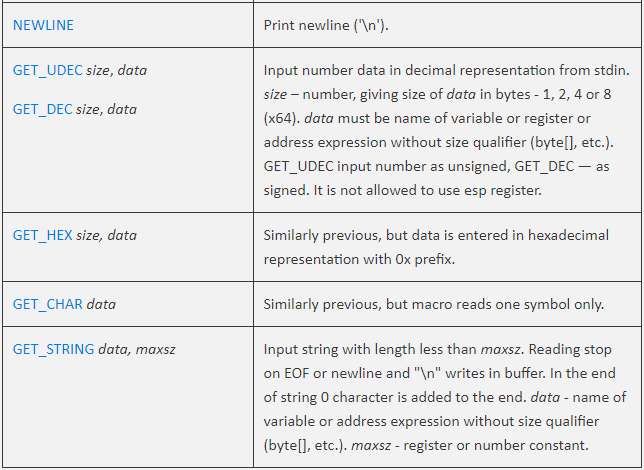 NEWLINE
Print newline ('\n').
GET_UDEC size, data
GET_DEC size, data
Input number data in decimal representation from stdin.
size – number, giving size of data in bytes - 1, 2, 4 or 8
(x64). data must be name of variable or register or
address expression without size qualifier (byte[], etc.).
GET_UDEC input number as unsigned, GET_DEC — as
signed. It is not allowed to use esp register.
GET_HEX size, data
Similarly previous, but data is entered in hexadecimal
representation with 0x prefix.
GET_CHAR data
Similarly previous, but macro reads one symbol only.
GET_STRING data, maxsz
Input string with length less than maxsz. Reading stop
on EOF or newline and "\n" writes in buffer. In the end
of string 0 character is added to the end. data - name of
variable or address expression without size qualifier
(byte[], etc.). maxsz - register or number constant.